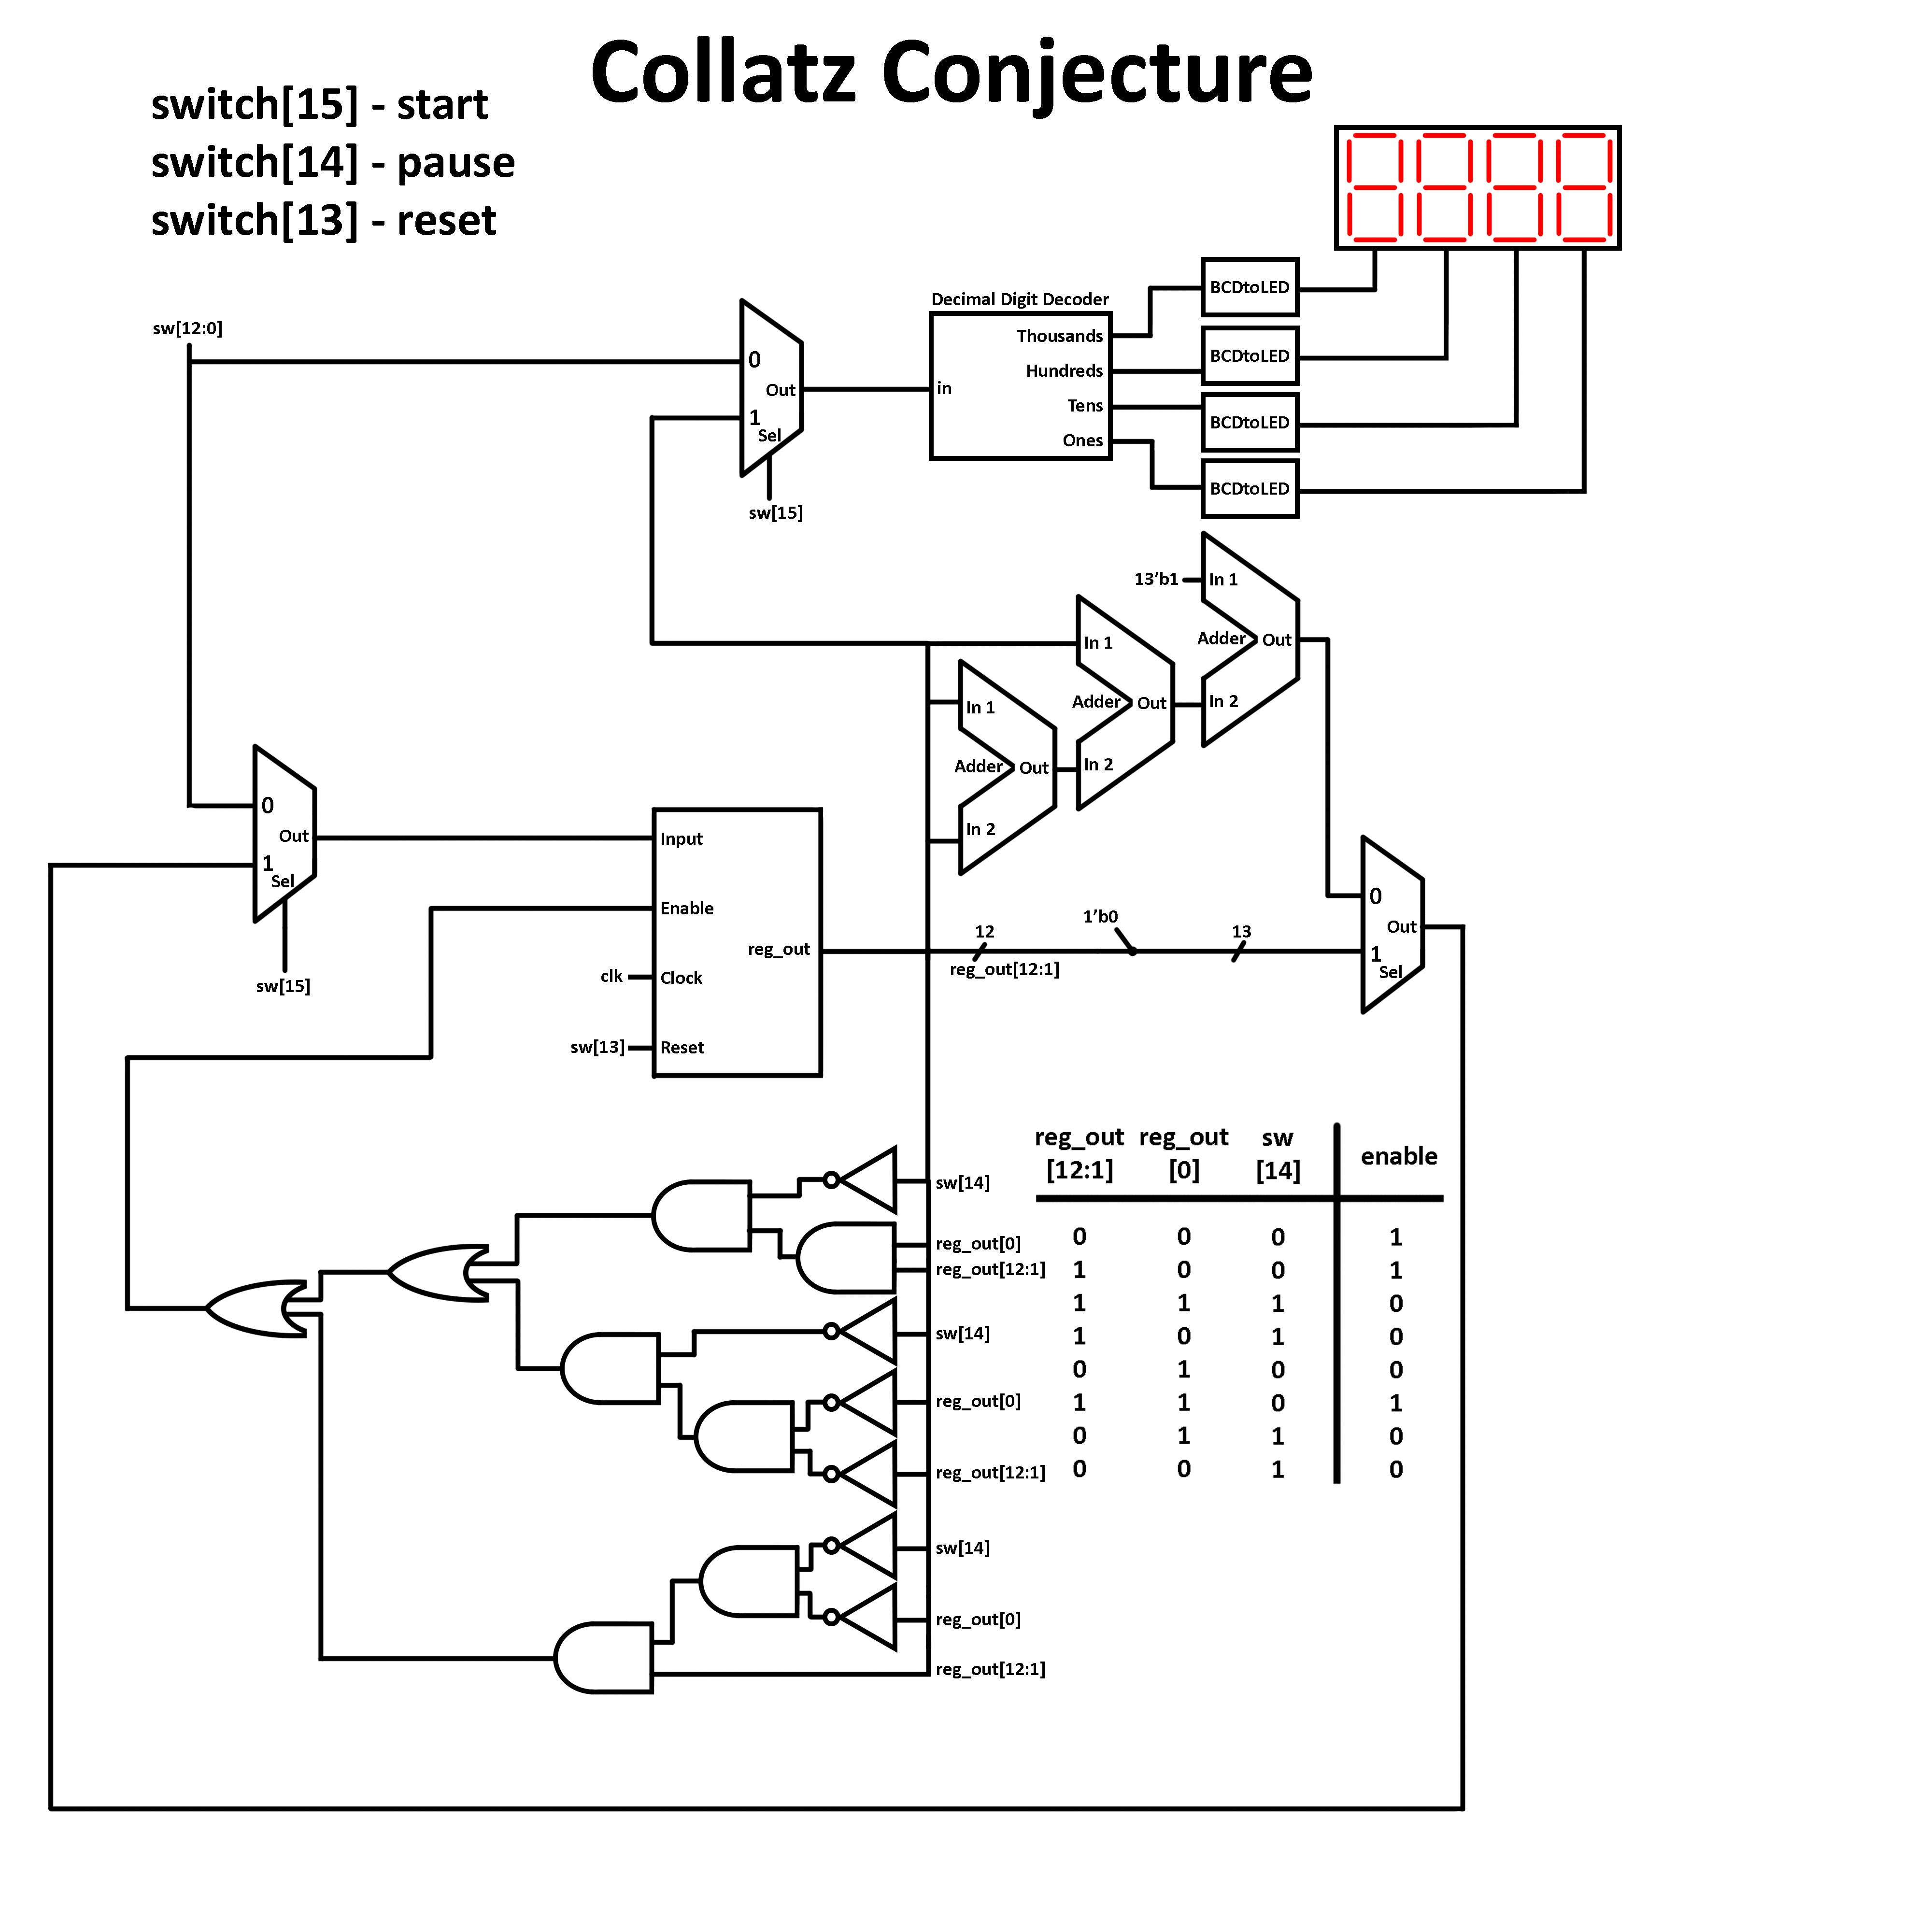 Collatz Conjecture
switch[15] - start
switch[14] - pause
switch[13] - reset
sw[12:0]
0
Out
1
Sel
sw[15]
Decimal Digit Decoder
in
Thousands
Hundreds
Tens
Ones
BCDtoLED
BCDtoLED
BCDtoLED
BCDtoLED
13'b1
In 1
Adder
Out
In 2
In 1
Adder
Out
In 2
In 1
Adder
Out
In 2
0
Out
1
Sel
sw[15]
Input
Enable
reg_out
clk
Clock
sw[13]
Reset
12
reg_out[12:1]
1'b0
13
0
Out
1
Sel
sw[14]
reg_out[0]
reg_out[12:1]
sw[14]
reg_out[0]
reg_out[12:1]
sw[14]
reg_out[0]
reg_out[12:1]
reg_out reg_out sw
[12:1] [0] [14] enable
0 0 0 1
1 0 0 1
1 1 1 0
1 0 1 0
0 1 0 0
1 1 0 1
0 1 1 0
0 0 1 0